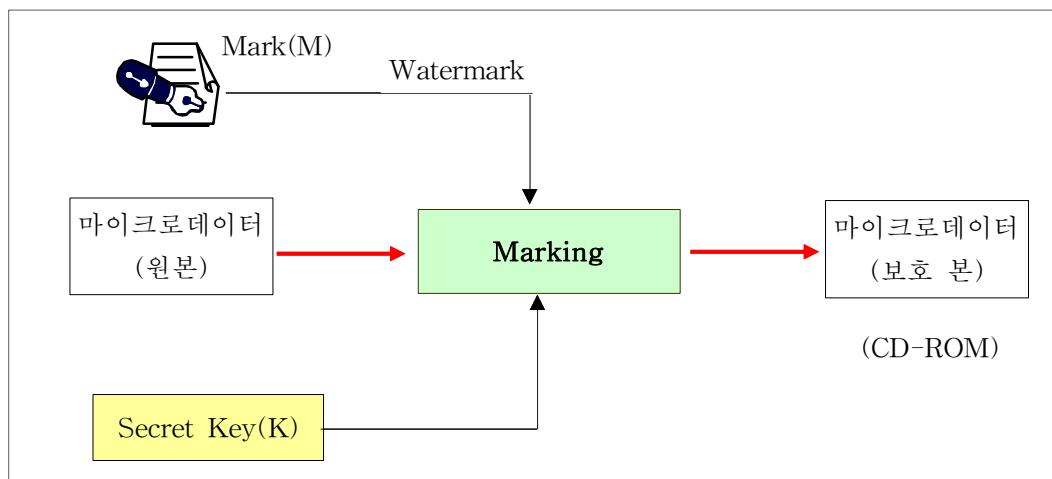 Mark(M)
Watermark
마이크로데이터
(원본)
Marking
마이크로데이터
(보호 본)
(CD-ROM)
Secret Key(K)